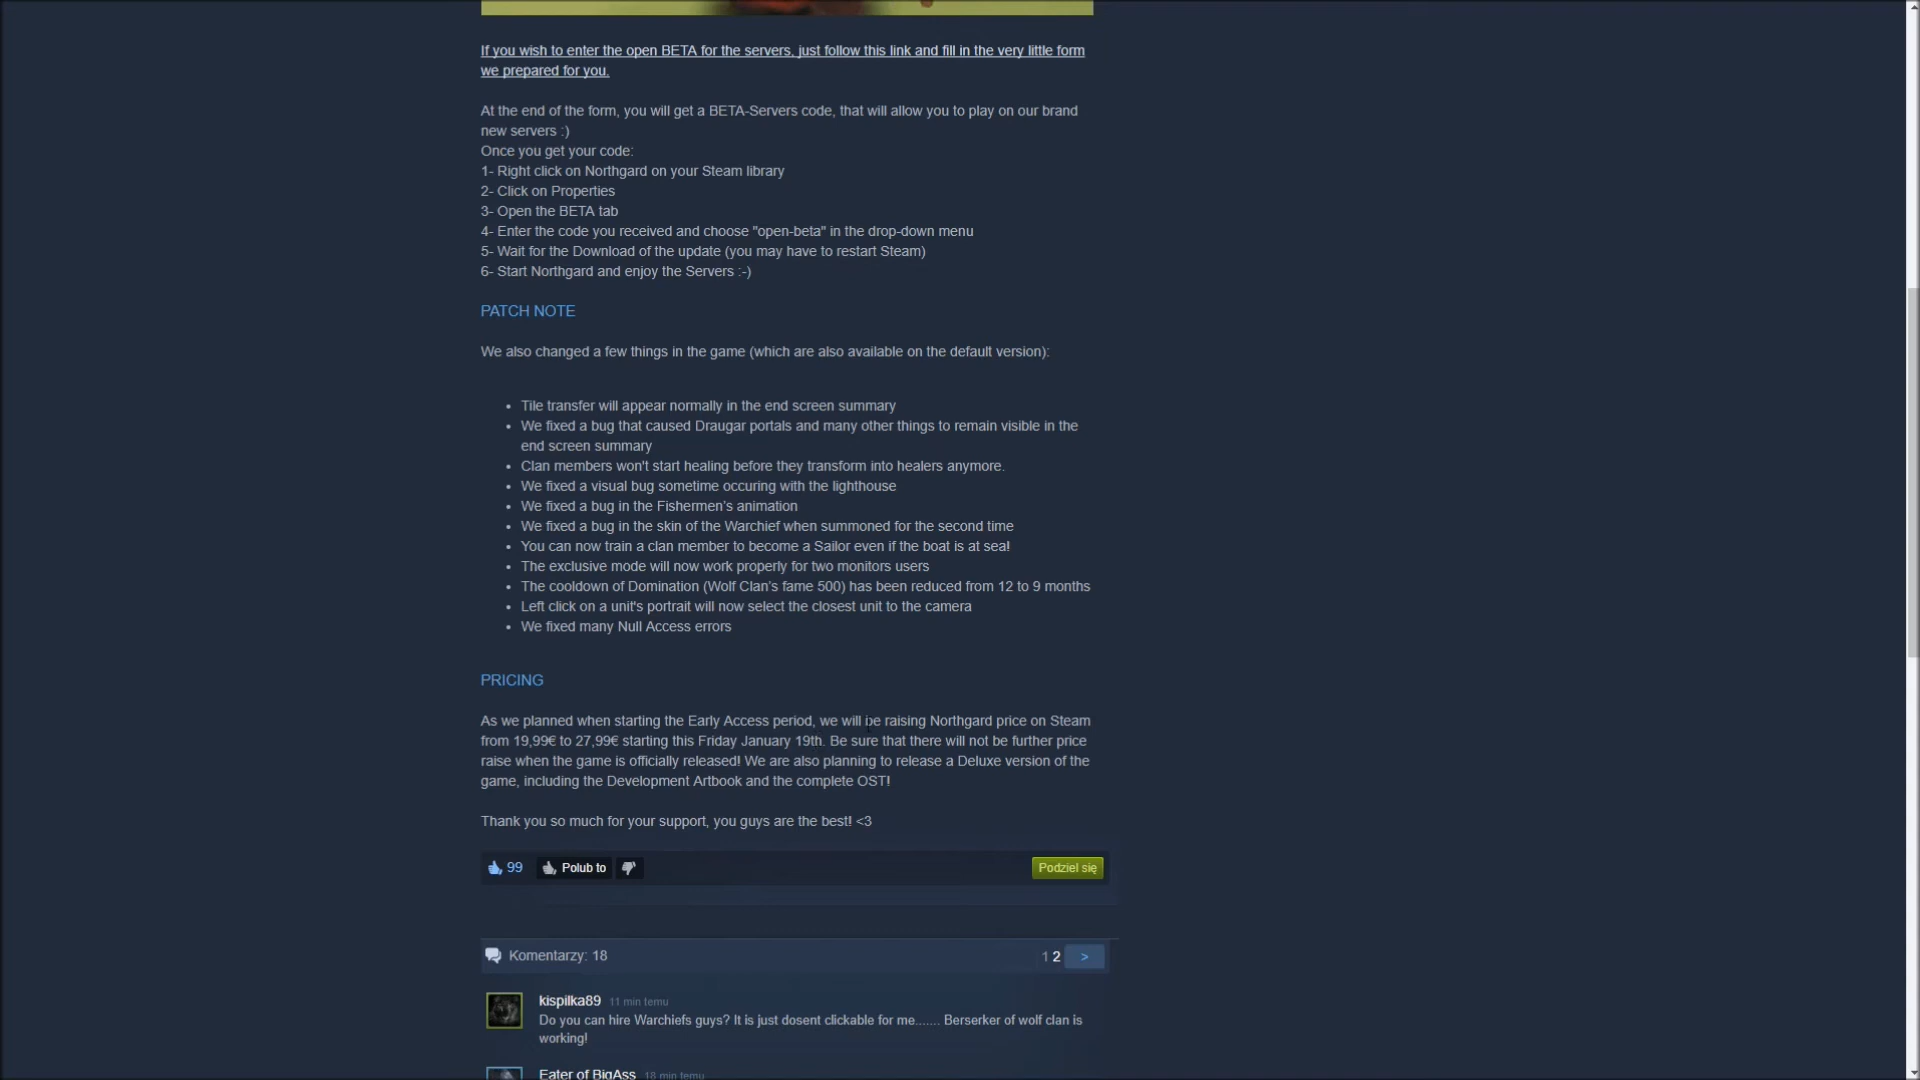 If you wish to enter the open BETA for the servers, just follow this link and fill in the very little form
we prepared for you.
At the end of the form, you will get a BETA-Servers code, that will allow you to play on our brand
new servers :)
Once you get your code:
1- Right click on Northgard on your Steam library
2- Click on Properties
3- Open the BETA tab
4- Enter the code you received and choose "open-beta" in the drop-down menu
5- Wait for the Download of the update (you may have to restart Steam)
6- Start Northgard and enjoy the Servers :-)
PATCH NOTE
We also changed a few things in the game (which are also available on the default version):
• Tile transfer will appear normally in the end screen summary
• We fixed a bug that caused Draugar portals and many other things to remain visible in the
end screen summary
• Clan members won't start healing before they transform into healers anymore.
• We fixed a visual bug sometime occuring with the lighthouse
• We fixed a bug in the Fishermen's animation
• We fixed a bug in the skin of the Warchief when summoned for the second time
• You can now train a clan member to become a Sailor even if the boat is at sea!
• The exclusive mode will now work properly for two monitors users
• The cooldown of Domination (Wolf Clan's fame 500) has been reduced from 12 to 9 months
• Left click on a unit's portrait will now select the closest unit to the camera
• We fixed many Null Access errors
PRICING
As we planned when starting the Early Access period, we will be raising Northgard price on Steam
from 19,99€ to 27,99€ starting this Friday January 19th. Be sure that there will not be further price
raise when the game is officially released! We are also planning to release a Deluxe version of the
game, including the Development Artbook and the complete OST!
Thank you so much for your support, you guys are the best! <3
99 Polub to Podziel się
Komentarzy: 18 1 2 >
kispilka89 11 min temu
Do you can hire Warchiefs guys? It is just dosent clickable for me....... Berserker of wolf clan is
working!
Eater of BigAss 18 min temu